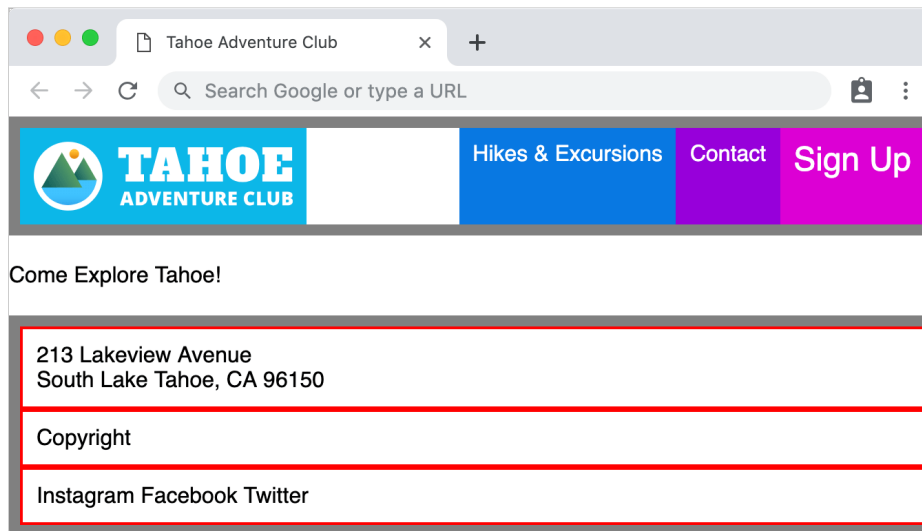 Tahoe Adventure Club
Search Google or type a URL
TAHOE
ADVENTURE CLUB
Hikes & Excursions
Contact
Sign Up
Come Explore Tahoe!
213 Lakeview Avenue
South Lake Tahoe, CA 96150
Copyright
Instagram Facebook Twitter